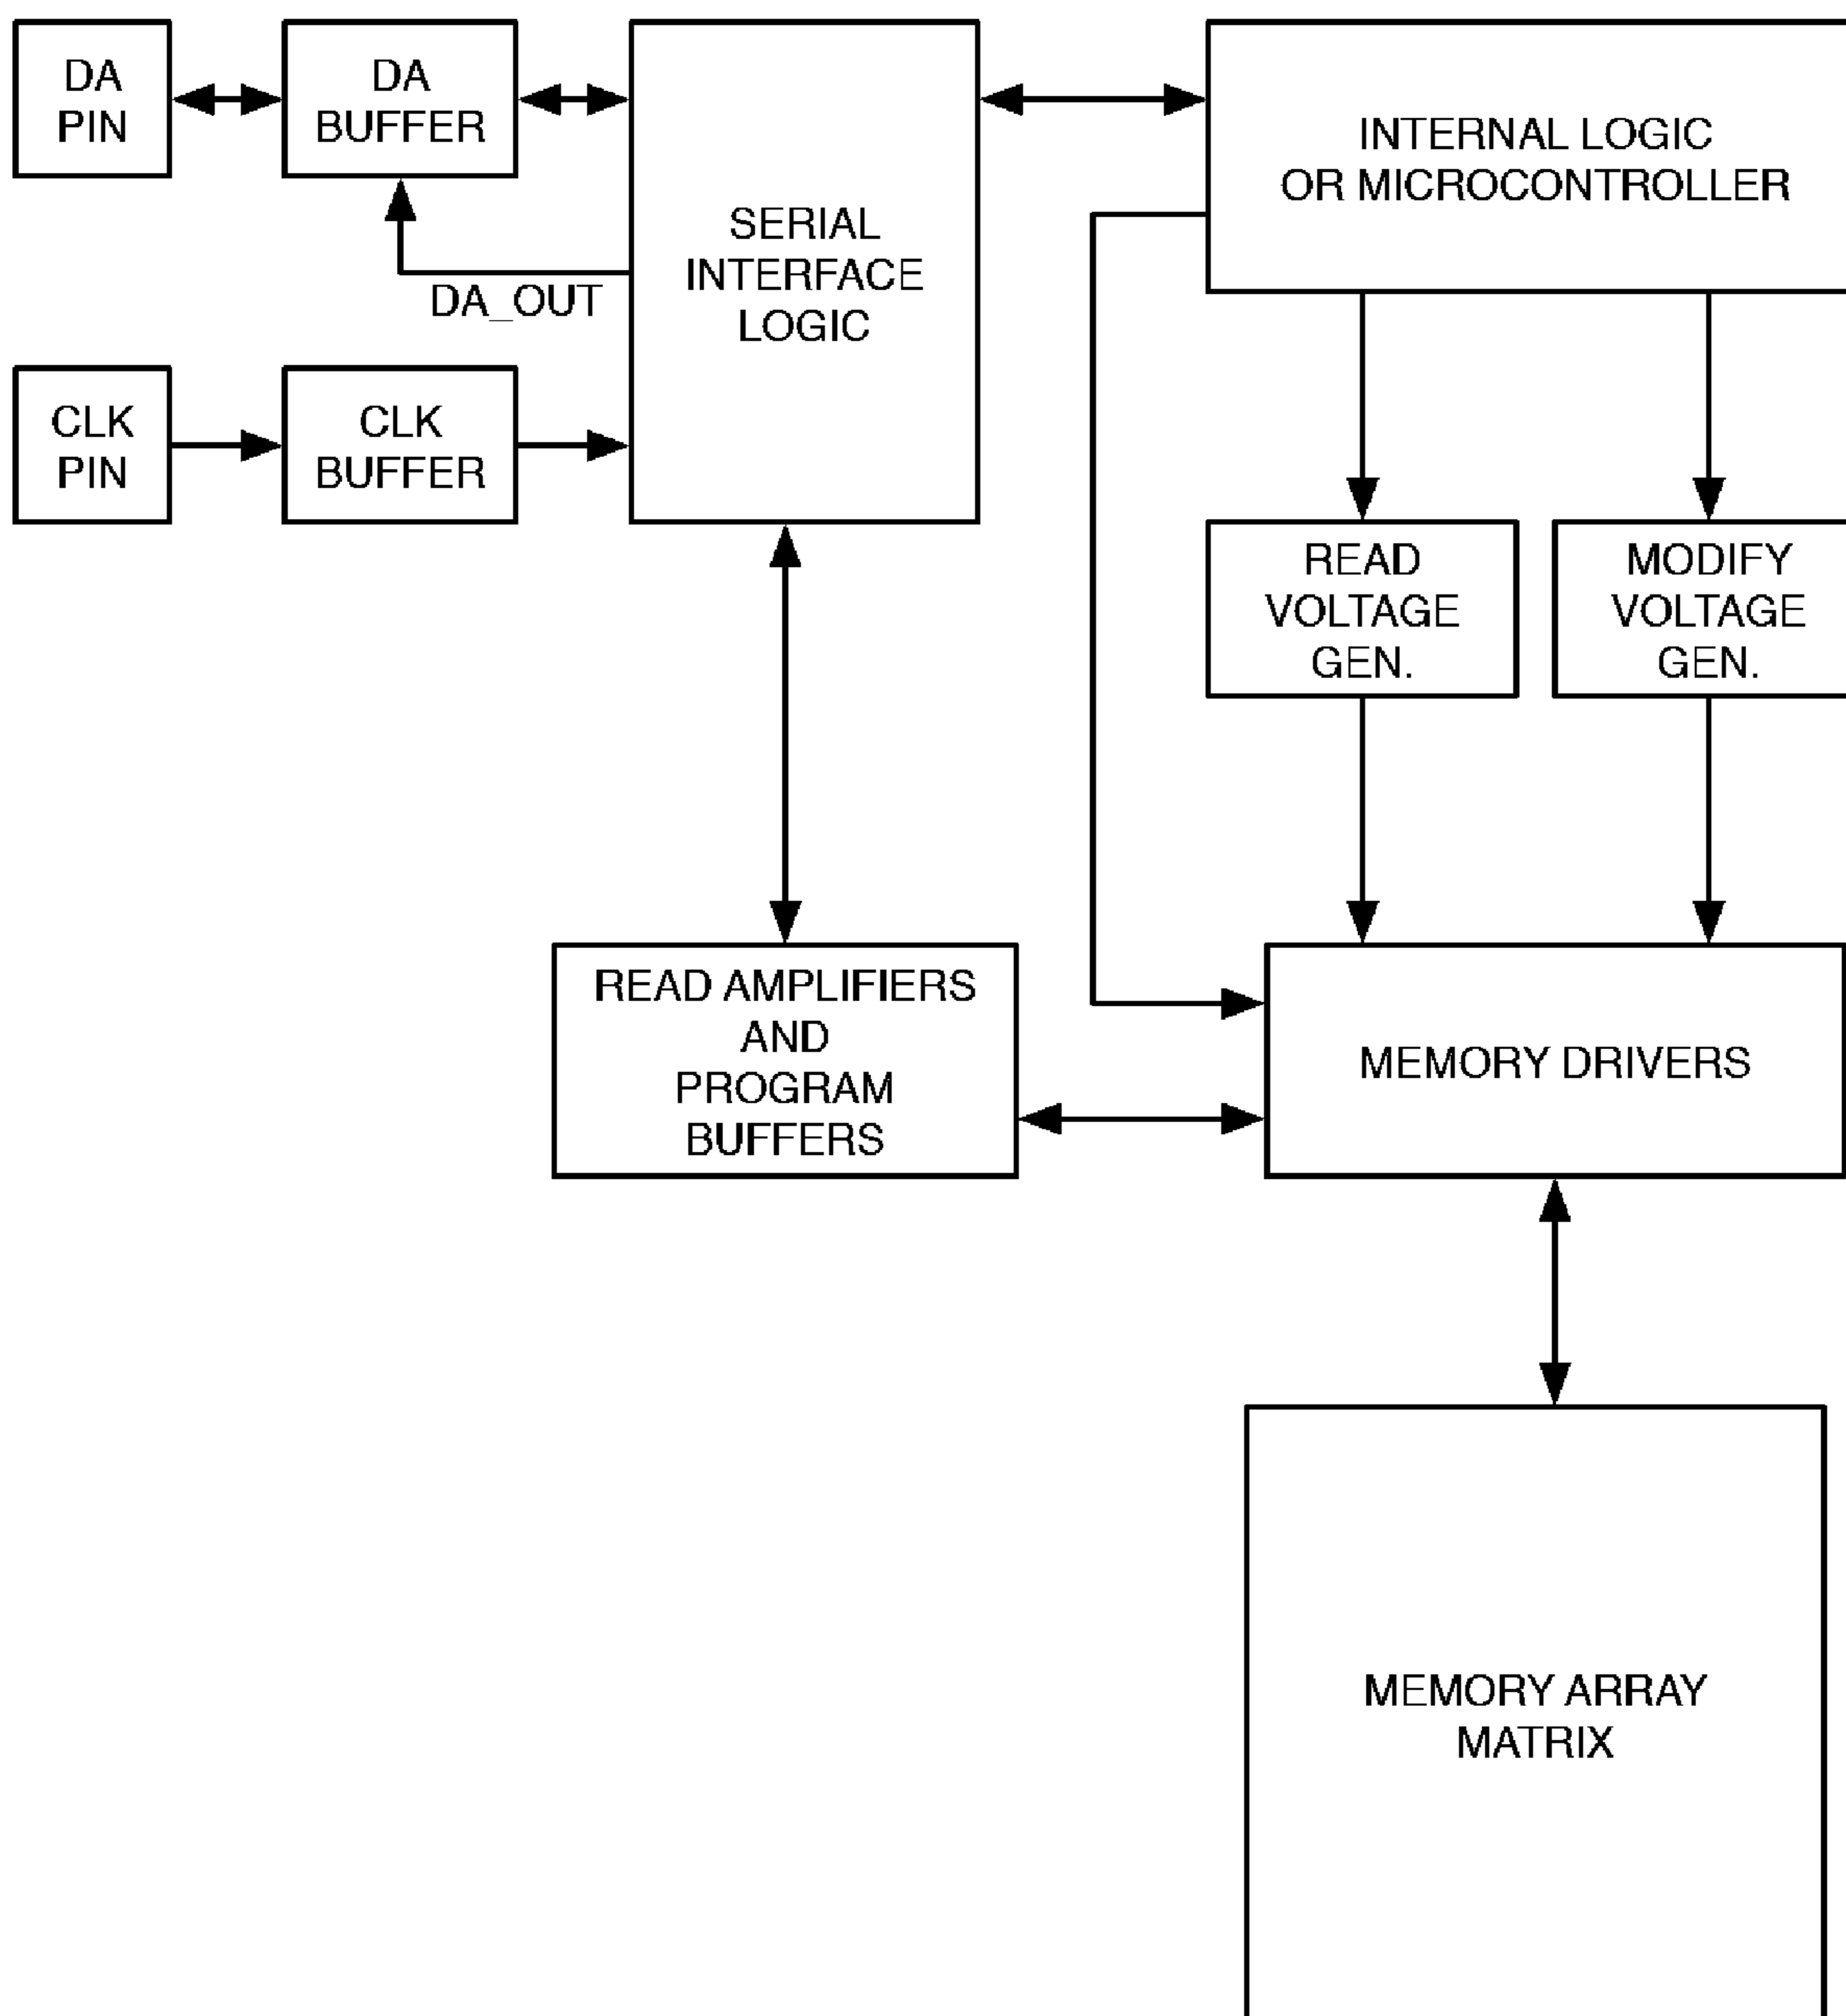 DA
PIN
DA
BUFFER
SERIAL
INTERFACE
LOGIC
INTERNAL LOGIC
OR MICROCONTROLLER
DA_OUT
CLK
PIN
CLK
BUFFER
READ
VOLTAGE
GEN.
MODIFY
VOLTAGE
GEN.
READ AMPLIFIERS
AND
PROGRAM
BUFFERS
MEMORY DRIVERS
MEMORY ARRAY
MATRIX